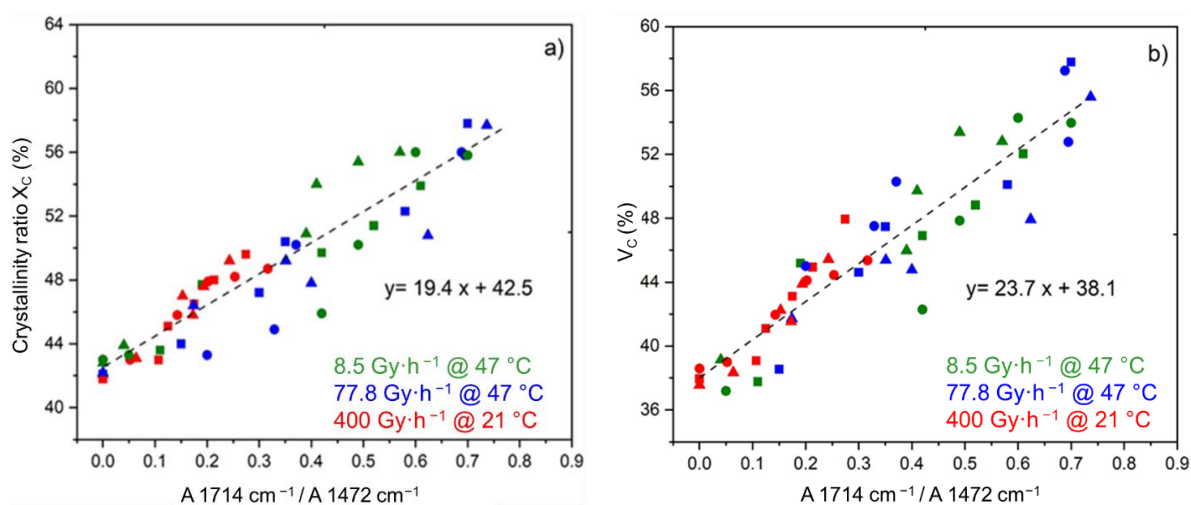 64
60
56
52
48
44
40
Crystallinity ratio X_C (%)
a)
y= 19.4 x + 42.5
8.5 Gy·h⁻¹ @ 47 °C
77.8 Gy·h⁻¹ @ 47 °C
400 Gy·h⁻¹ @ 21 °C
0.0 0.1 0.2 0.3 0.4 0.5 0.6 0.7 0.8 0.9
A 1714 cm⁻¹ / A 1472 cm⁻¹
60
56
52
48
44
40
36
V_C (%)
b)
y= 23.7 x + 38.1
8.5 Gy·h⁻¹ @ 47 °C
77.8 Gy·h⁻¹ @ 47 °C
400 Gy·h⁻¹ @ 21 °C
0.0 0.1 0.2 0.3 0.4 0.5 0.6 0.7 0.8 0.9
A 1714 cm⁻¹ / A 1472 cm⁻¹